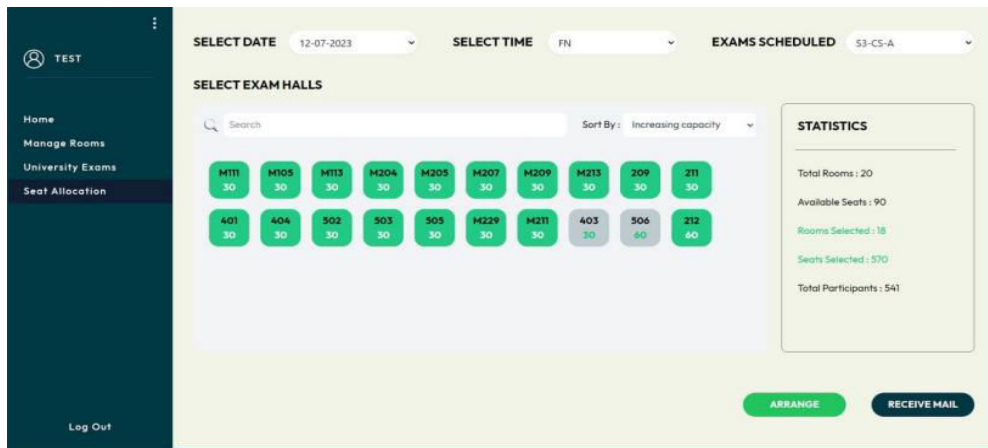 TEST
Home
Manage Rooms
University Exams
Seat Allocation
Log Out
SELECT DATE 12-07-2023 SELECT TIME FN EXAMS SCHEDULED S3-CS-A
SELECT EXAM HALLS
Search Sort By : Increasing capacity
M111 M105 M113 M204 M205 M207 M209 M213 209 211
30 30 30 30 30 30 30 30 30 30
401 404 502 503 505 M229 M211 403 506 212
30 30 30 30 30 30 30 30 60 60
STATISTICS
Total Rooms : 20
Available Seats : 90
Rooms Selected : 18
Seats Selected : 570
Total Participants : 541
ARRANGE RECEIVE MAIL